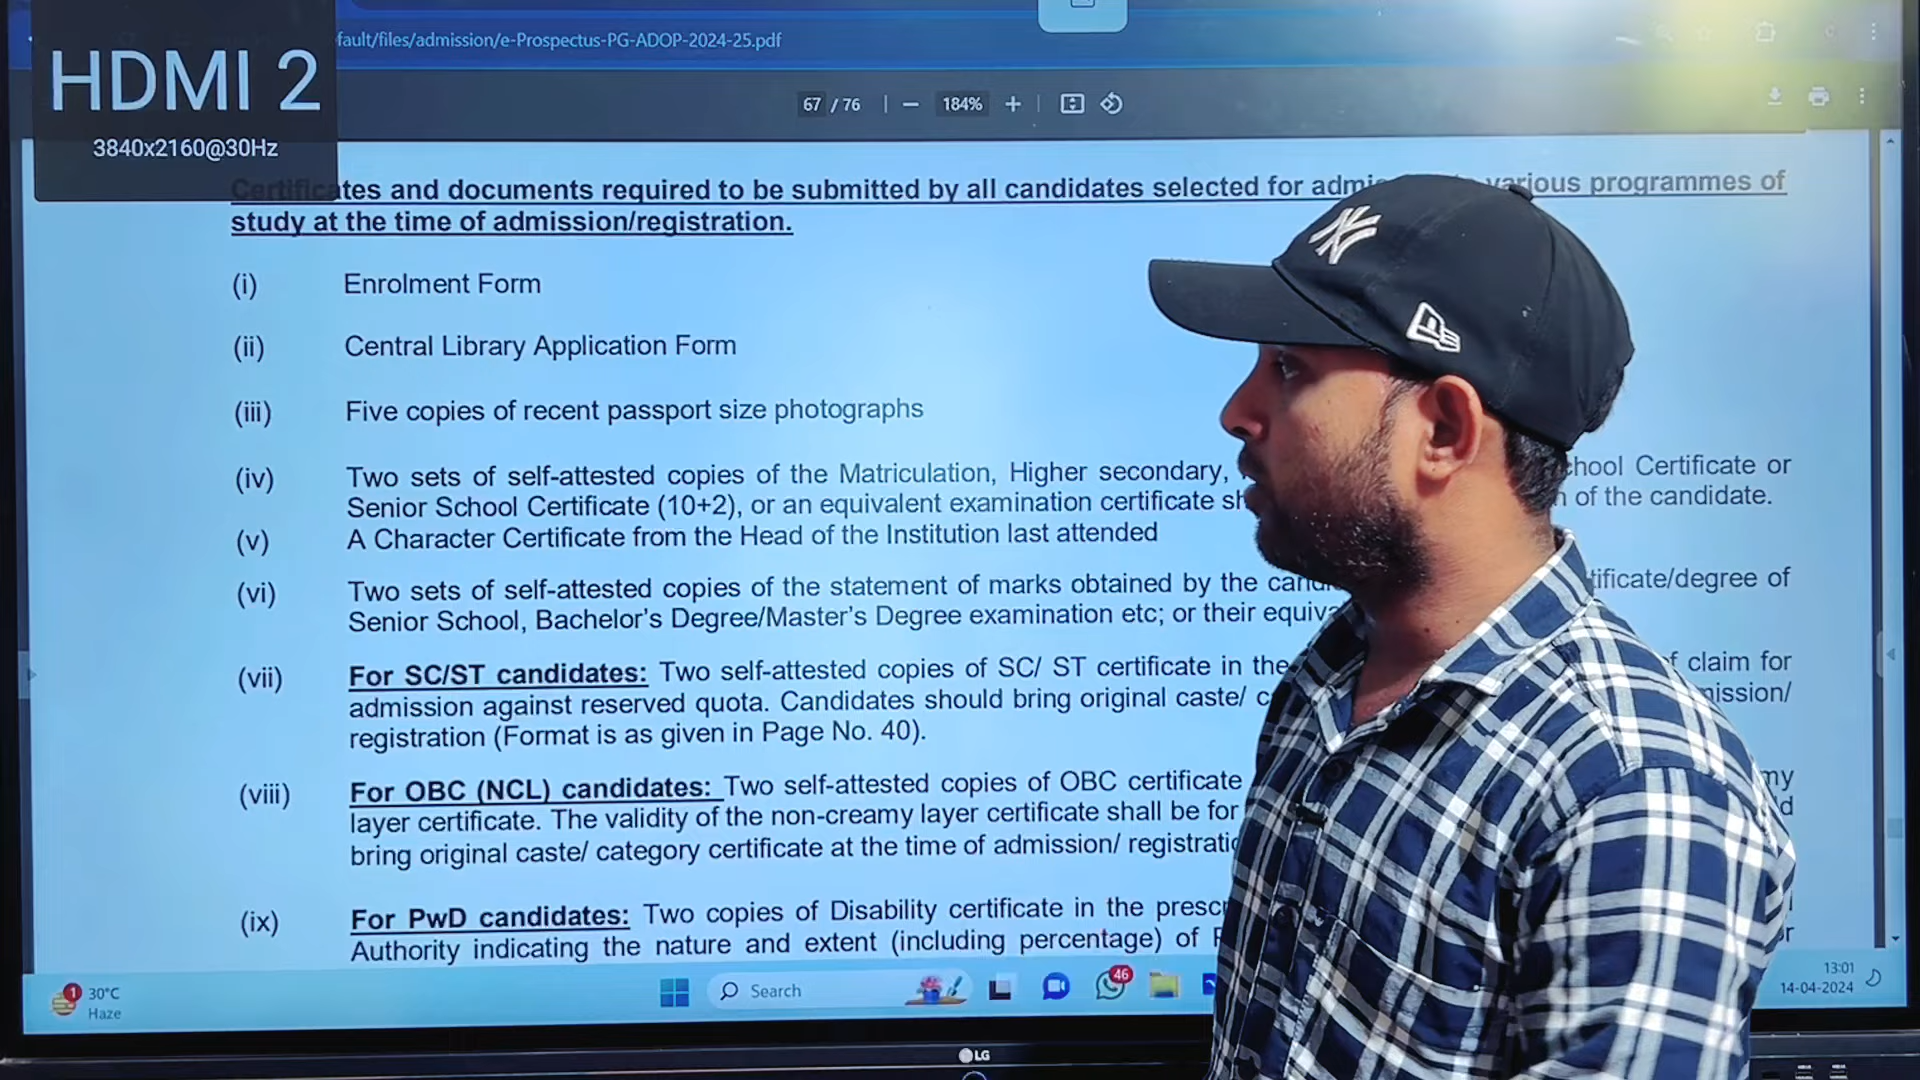 HDMI 2
3840x2160@30Hz
fault/files/admission/e-Prospectus-PG-ADOP-2024-25.pdf
67 / 76 | — 184% + |
Certificates and documents required to be submitted by all candidates selected for various programmes of
study at the time of admission/registration.
(i) Enrolment Form
(ii) Central Library Application Form
(iii) Five copies of recent passport size photographs
(iv) Two sets of self-attested copies of the Matriculation, Higher secondary, School Certificate or
Senior School Certificate (10+2), or an equivalent examination certificate of the candidate.
(v) A Character Certificate from the Head of the Institution last attended
(vi) Two sets of self-attested copies of the statement of marks obtained by the degree of
Senior School, Bachelor's Degree/Master's Degree examination etc; or their
(vii) For SC/ST candidates: Two self-attested copies of SC/ ST certificate in the claim for
admission against reserved quota. Candidates should bring original caste/
registration (Format is as given in Page No. 40).
(viii) For OBC (NCL) candidates: Two self-attested copies of OBC certificate
layer certificate. The validity of the non-creamy layer certificate shall be for
bring original caste/ category certificate at the time of admission/
(ix) For PwD candidates: Two copies of Disability certificate in the
Authority indicating the nature and extent (including percentage) of
NY
1
30°C
Haze
Search
46
13:01
14-04-2024
LG